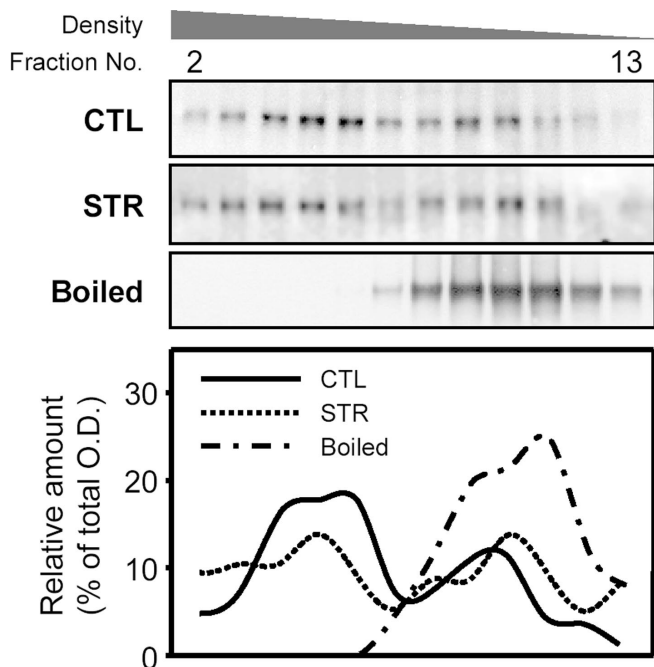 Density
Fraction No. 2 13
CTL
STR
Boiled
Relative amount
(% of total O.D.)
30
20
10
0
CTL
STR
Boiled